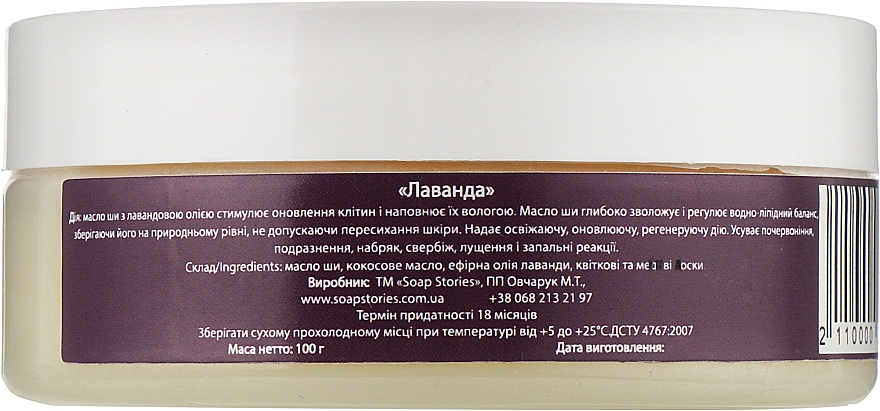 «Лаванда»
Дія: масло ши з лавандовою олією стимулює оновлення клітин і наповнює їх вологою. Масло ши глибоко зволожує і регулює водно-ліпідний баланс,
зберігаючи його на природньому рівні, не допускаючи пересихання шкіри. Надає освіжаючу, оновлюючу, регенеруючу дію. Усуває почервоніння,
подразнення, набряк, свербіж, лущення і запальні реакції.
Склад/Ingredients: масло ши, кокосове масло, ефірна олія лаванди, квіткові та
Виробник: ТМ «Soap Stories», ПП Овчарук М.Т.,
www.soapstories.com.ua +38 068 213 21 97
Термін придатності 18 місяців
Зберігати сухому прохолодному місці при температурі від +5 до +25°С.ДСТУ 4767:2007
Маса нетто: 100 г Дата виготовлення:
2 110000